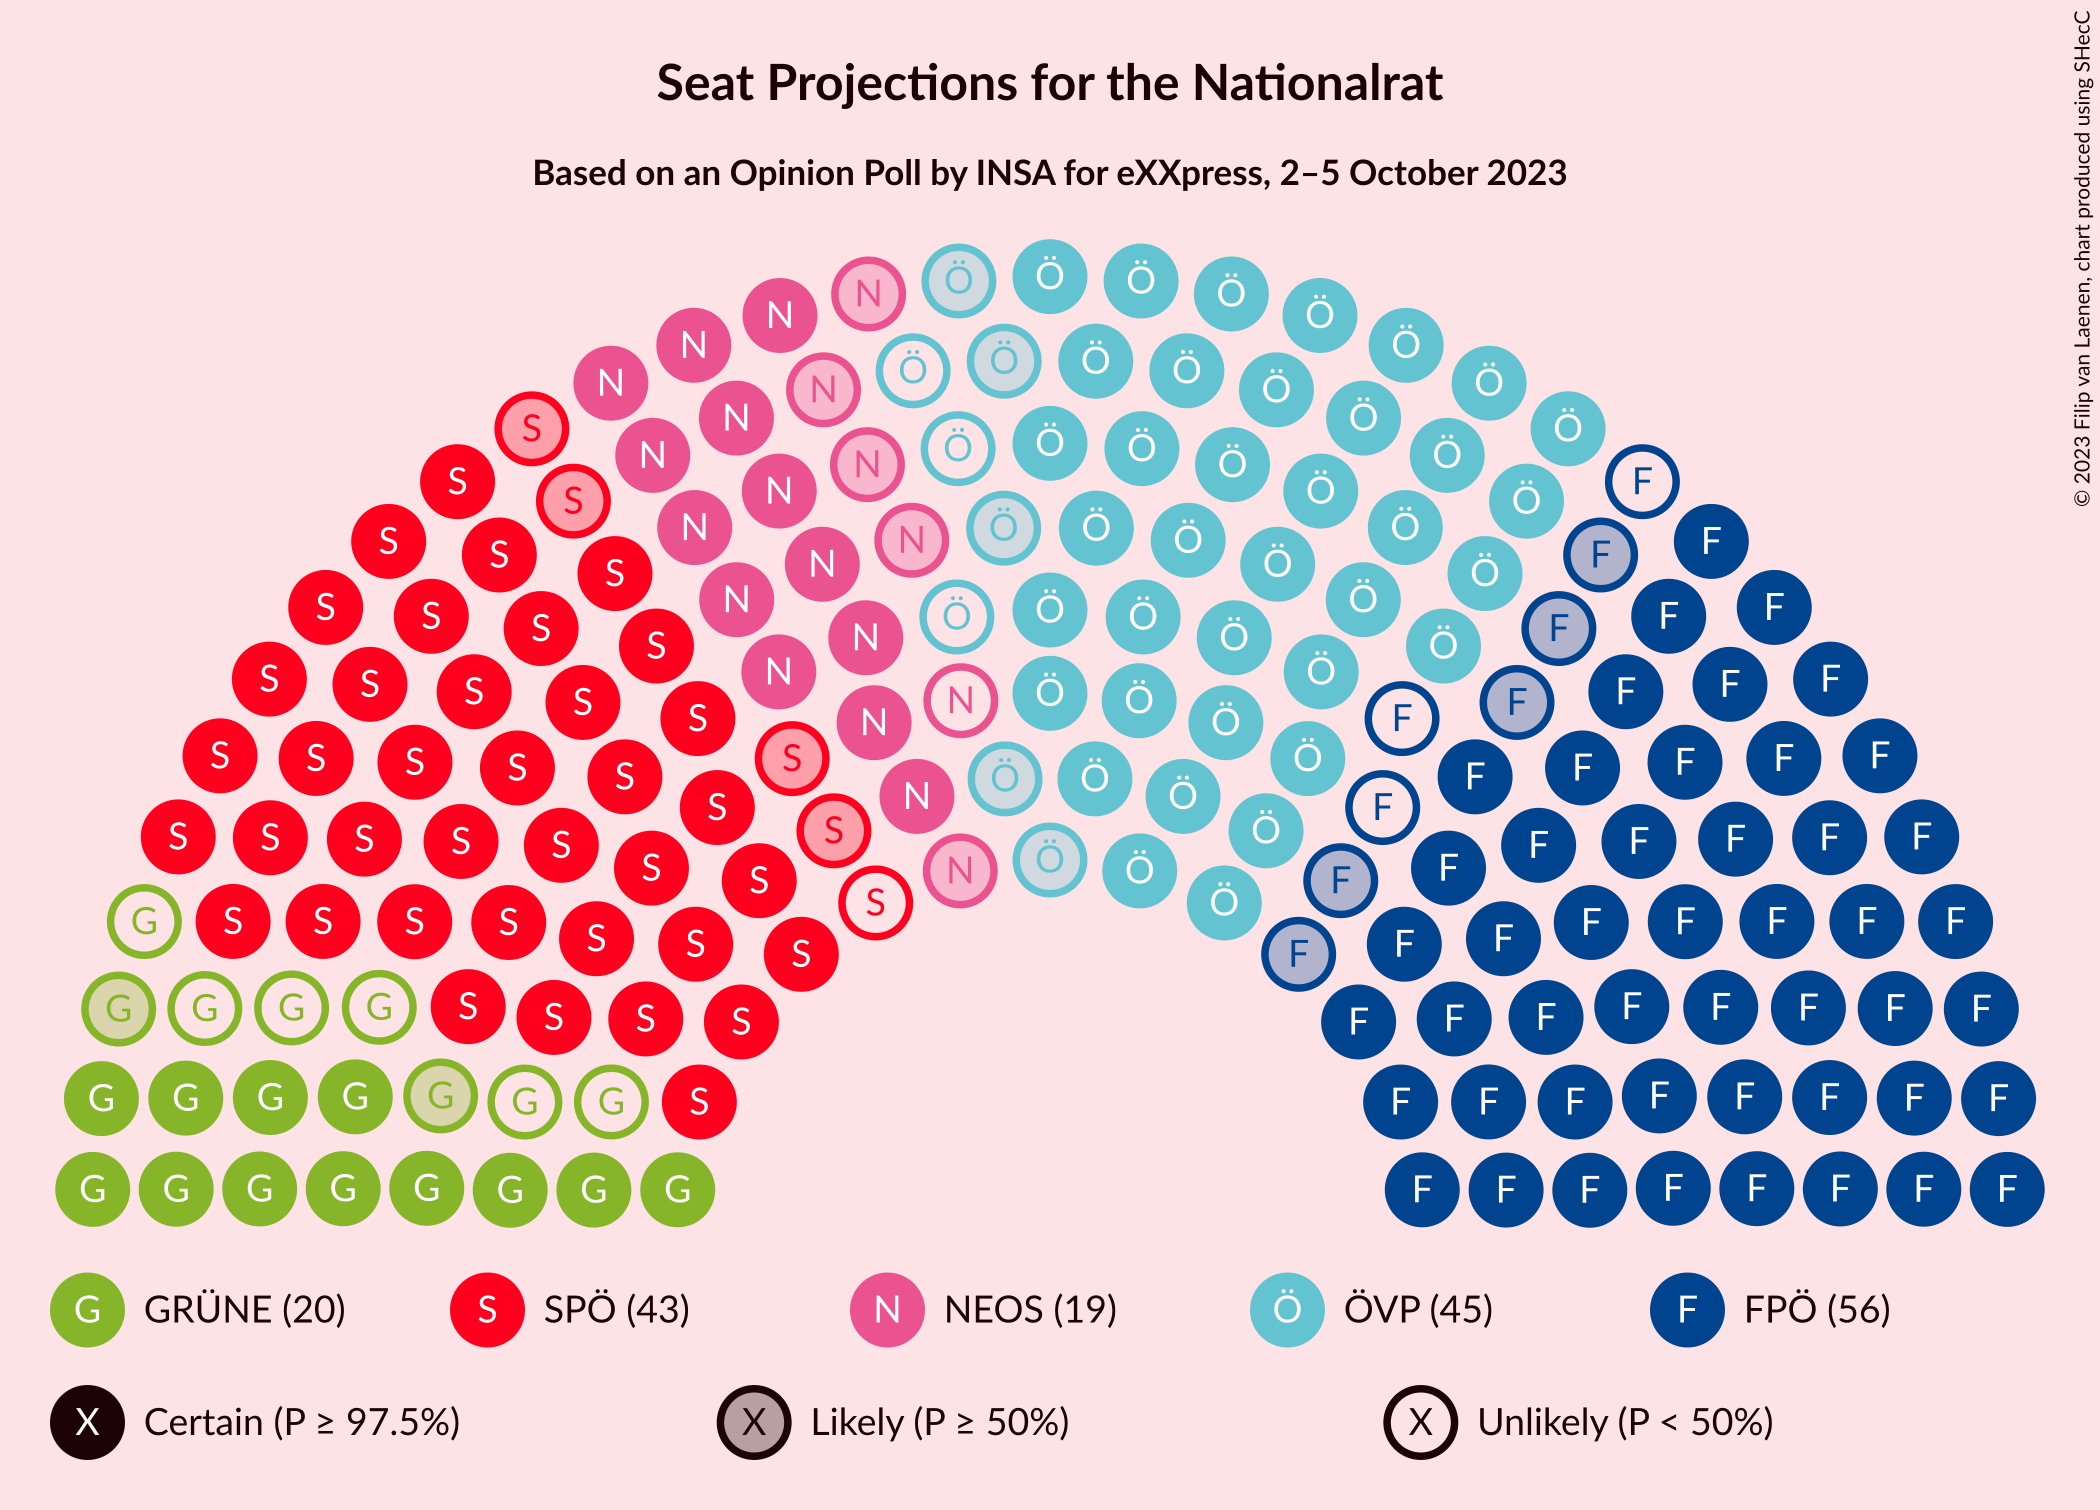 Seat Projections for the Nationalrat
Based on an Opinion Poll by INSA for eXXpress, 2–5 October 2023
© 2023 Filip van Laenen, chart produced using SHecC
Ö Ö Ö Ö Ö Ö Ö Ö
N N N N N
S S S S S S S S
G G G G
F F F F F F F F F F
G GRÜNE (20) S SPÖ (43) N NEOS (19) Ö ÖVP (45) F FPÖ (56)
X Certain (P ≥ 97.5%) X Likely (P ≥ 50%) X Unlikely (P < 50%)